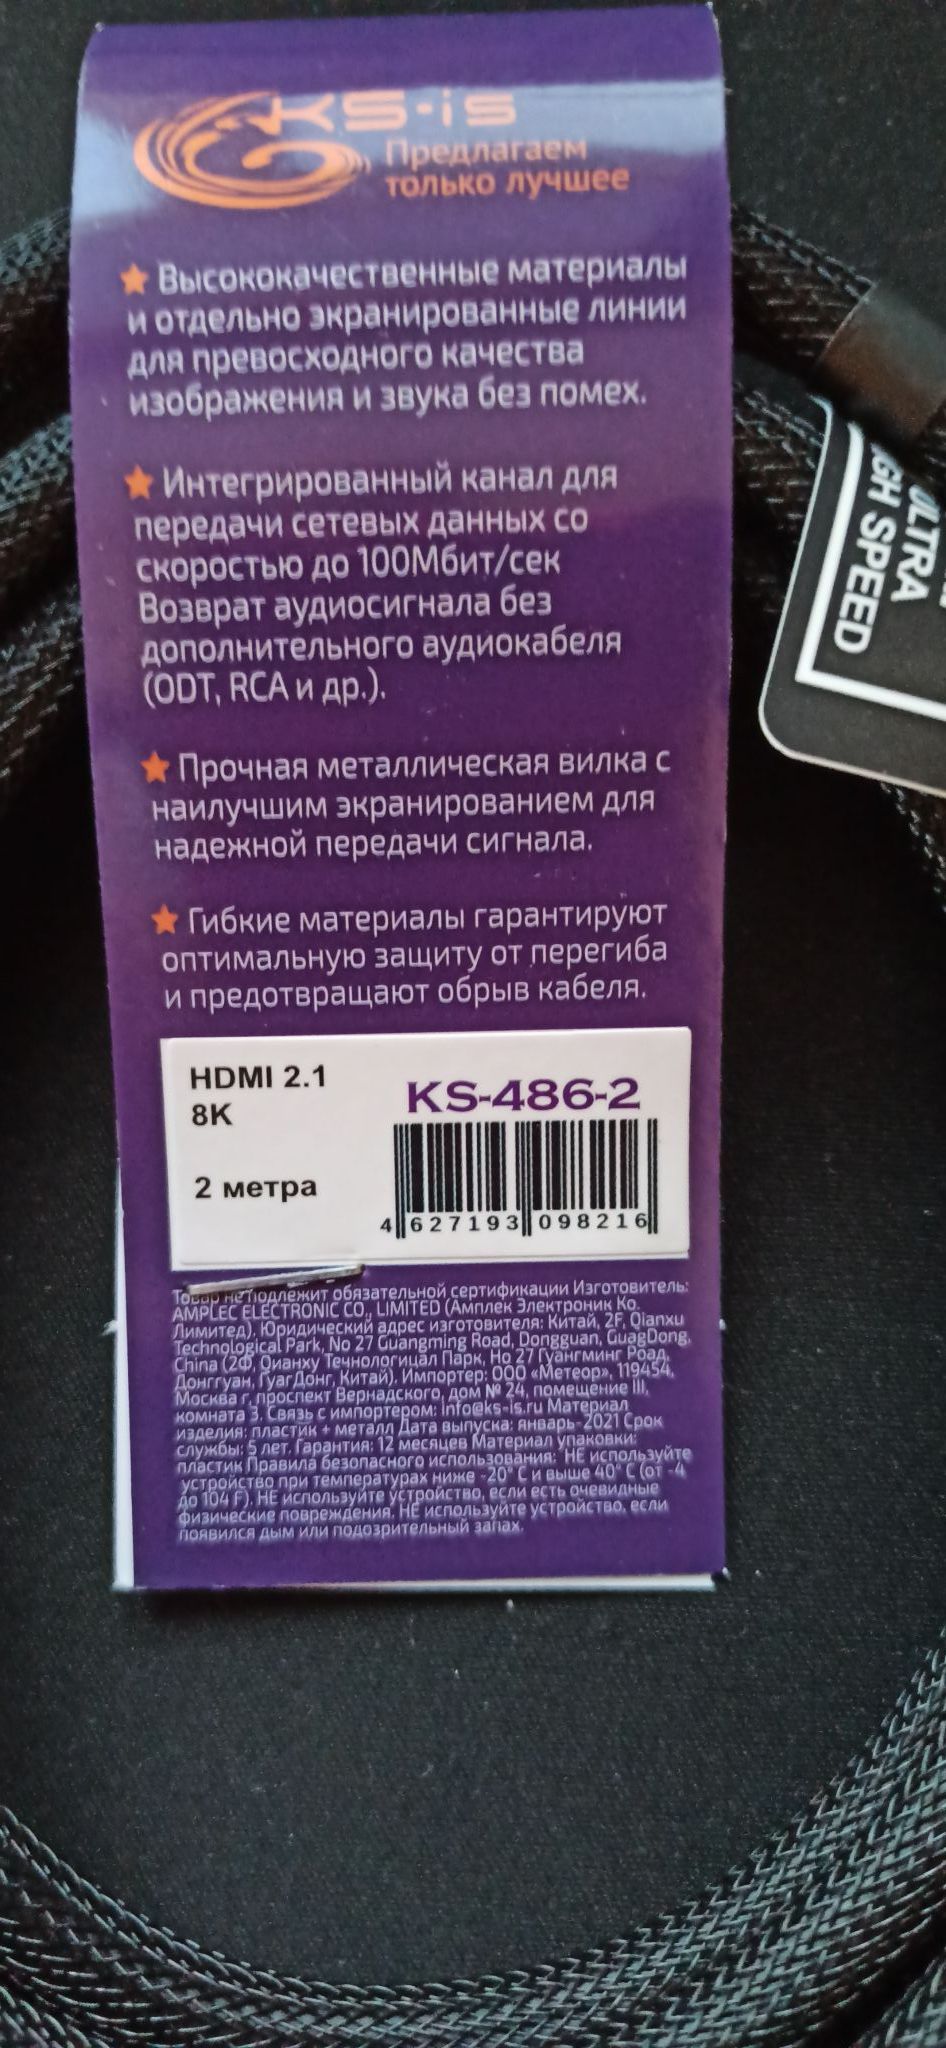 KS-is
Предлагаем
только лучшее
Высококачественные материалы
и отдельно экранированные линии
для превосходного качества
изображения и звука без помех.
Интегрированный канал для
передачи сетевых данных со
скоростью до 100Мбит/сек
Возврат аудиосигнала без
дополнительного аудиокабеля
(ODT, RCA и др.).
Прочная металлическая вилка с
наилучшим экранированием для
надежной передачи сигнала.
Гибкие материалы гарантируют
оптимальную защиту от перегиба
и предотвращают обрыв кабеля.
HDMI 2.1
8K
2 метра
KS-486-2
4 627193 098216
Товар не подлежит обязательной сертификации Изготовитель:
AMPLEC ELECTRONIC CO., LIMITED (Амплек Электроник Ко.
Лимитед). Юридический адрес изготовителя: Китай, 2F, Qianxu
Technological Park, No 27 Guangming Road, Dongguan, GuagDong,
China (2Ф, Qианху Течнологицал Парк, Но 27 Гуангминг Роад,
Донггуан, ГуагДонг, Китай). Импортер: ООО «Метеор», 119454,
Москва г, проспект Вернадского, дом № 24, помещение III,
комната 3. Связь с импортером: info@ks-is.ru Материал
изделия: пластик + металл Дата выпуска: январь-2021 Срок
службы: 5 лет. Гарантия: 12 месяцев Материал упаковки:
пластик Правила безопасного использования: НЕ используйте
устройство при температурах ниже -20° С и выше 40° С (от -4
до 104 F). НЕ используйте устройство, если есть очевидные
физические повреждения. НЕ используйте устройство, если
появился дым или подозрительный запах.
ULTRA
SPEED